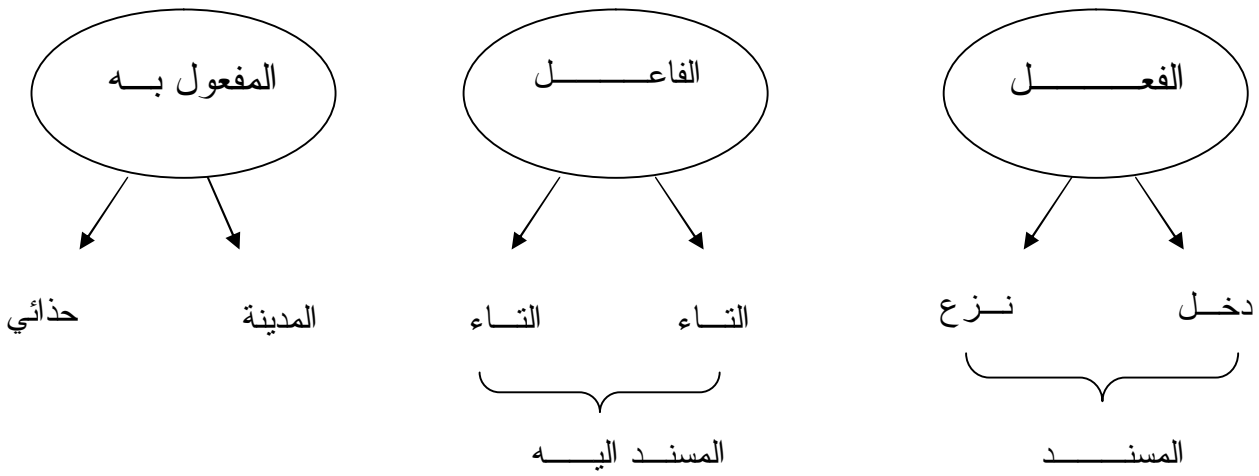 الفعل الفاعل المفعول به
دخل نزع التاء التاء المدينة حذائي
المسند المسند اليه